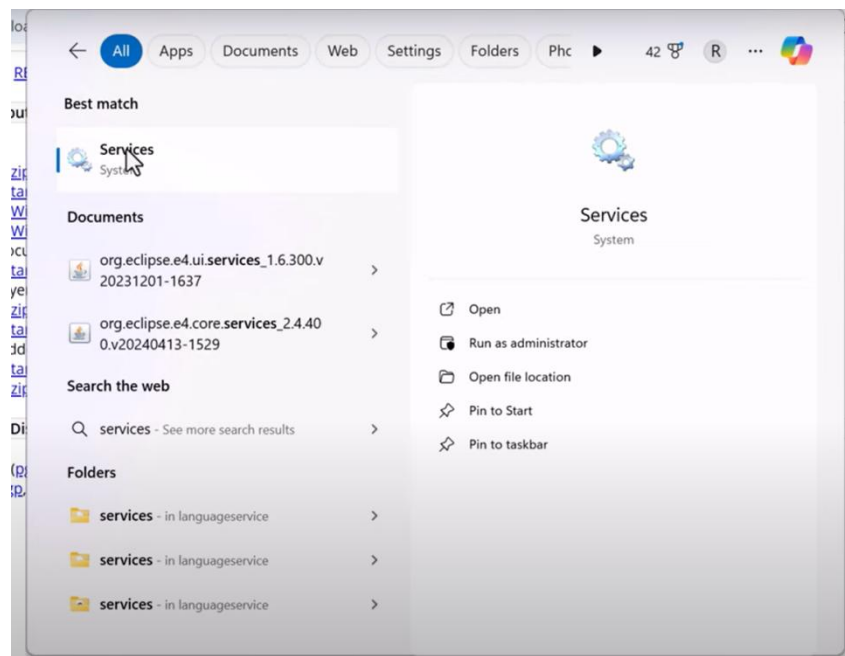 All Apps Documents Web Settings Folders 42 R ...
Best match
Services
System
Documents
org.eclipse.e4.ui.services_1.6.300.v
20231201-1637
org.eclipse.e4.core.services_2.4.40
0.v20240413-1529
Search the web
services - See more search results
Folders
services - in languageservice
services - in languageservice
services - in languageservice
Services
System
Open
Run as administrator
Open file location
Pin to Start
Pin to taskbar